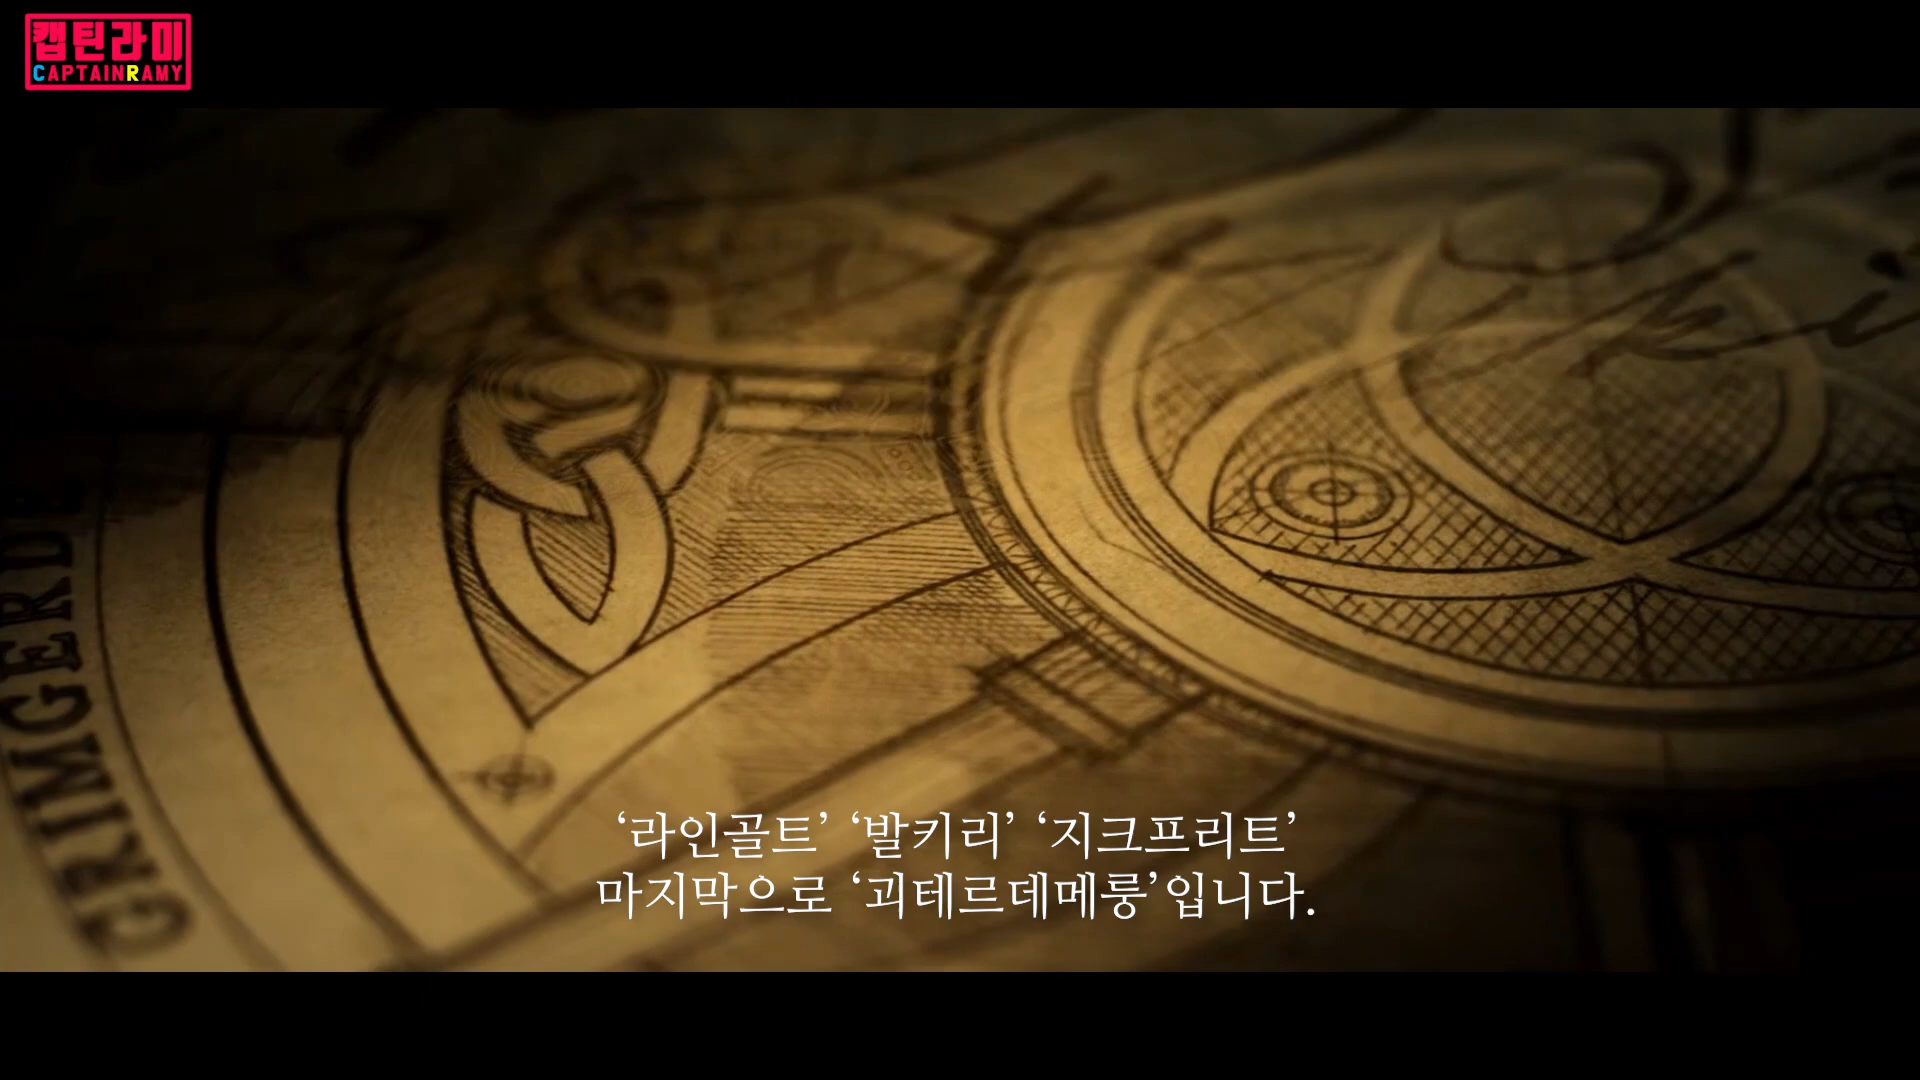 캡틴라미
CAPTAINRAMY
GRIMGERDE
‘라인골트’ ‘발키리’ ‘지크프리트’
마지막으로 ‘괴테르데메룽’입니다.